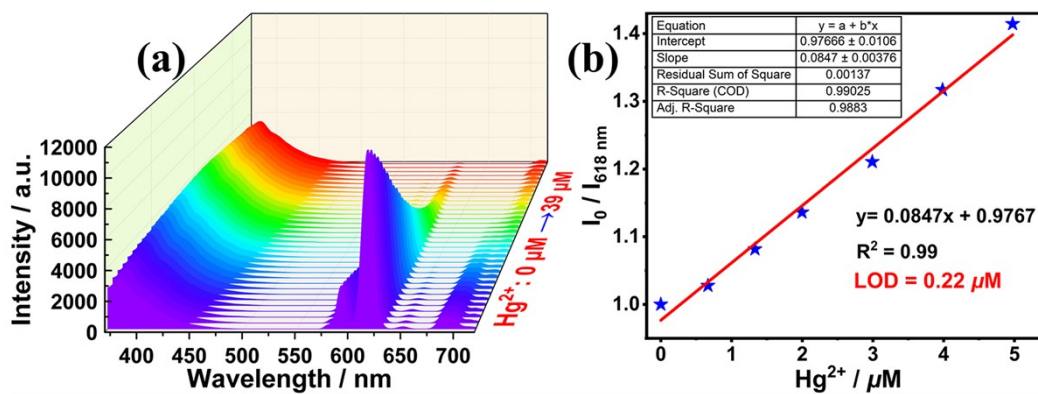 (a)
12000
10000
8000
6000
4000
2000
0
Intensity / a.u.
400 450 500 550 600 650 700
Wavelength / nm
Hg²⁺: 0 μM → 39 μM
(b)
Equation y = a + b*x
Intercept 0.97666 ± 0.0106
Slope 0.0847 ± 0.00376
Residual Sum of Square 0.00137
R-Square (COD) 0.99025
Adj. R-Square 0.9883
1.4
1.3
1.2
1.1
1.0
I₀ / I₆₁₈ ₙₘ
y= 0.0847x + 0.9767
R² = 0.99
LOD = 0.22 μM
0 1 2 3 4 5
Hg²⁺ / μM